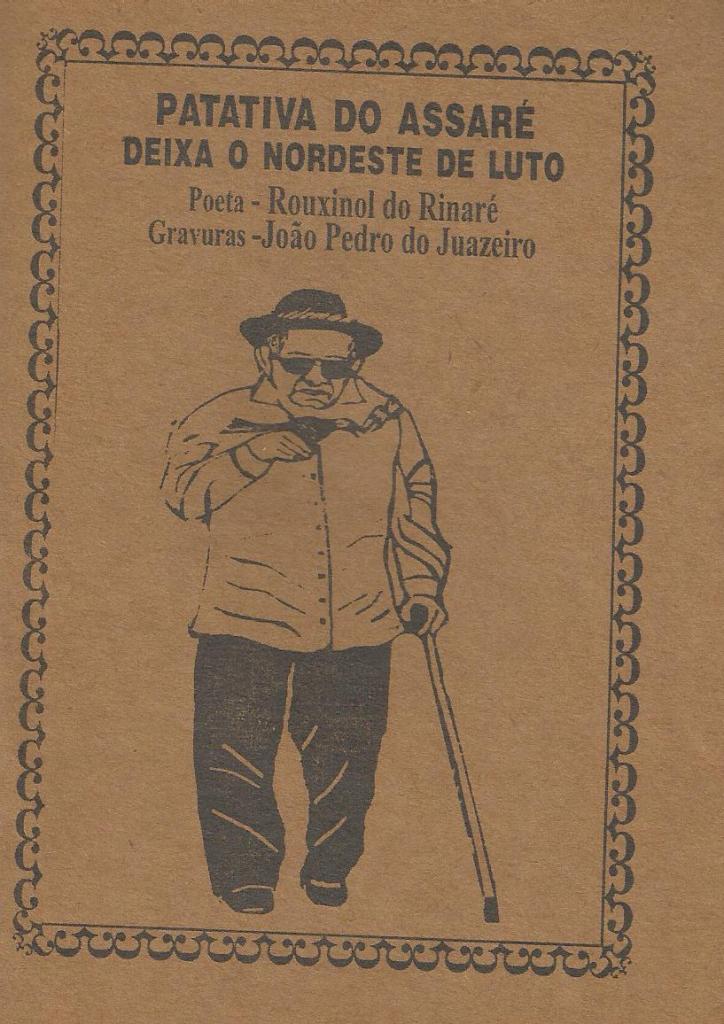 PATATIVA DO ASSARÉ
DEIXA O NORDESTE DE LUTO
Poeta - Rouxinol do Rinaré
Gravuras -João Pedro do Juazeiro